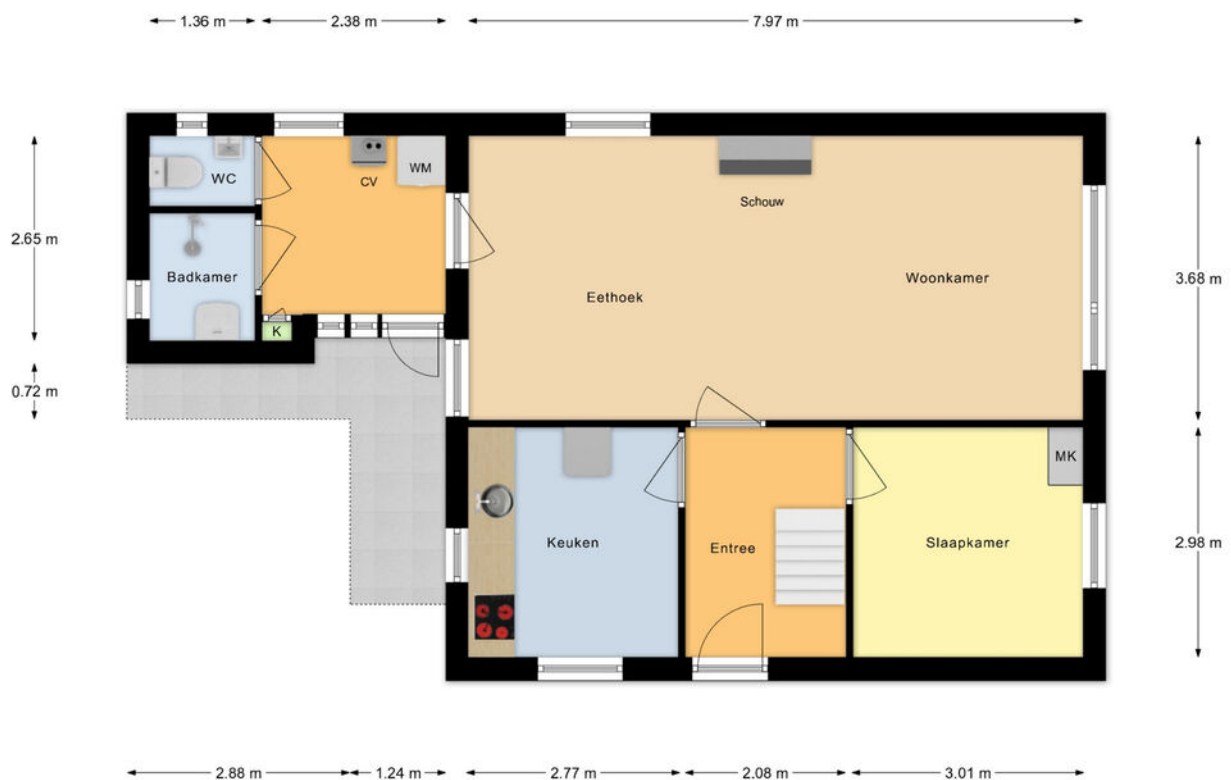 1.36 m 2.38 m 7.97 m
WC
CV
WM
2.65 m
Badkamer
K
0.72 m
Schouw
Eethoek
Woonkamer
3.68 m
Keuken
Entree
Slaapkamer
MK
2.98 m
2.88 m 1.24 m 2.77 m 2.08 m 3.01 m